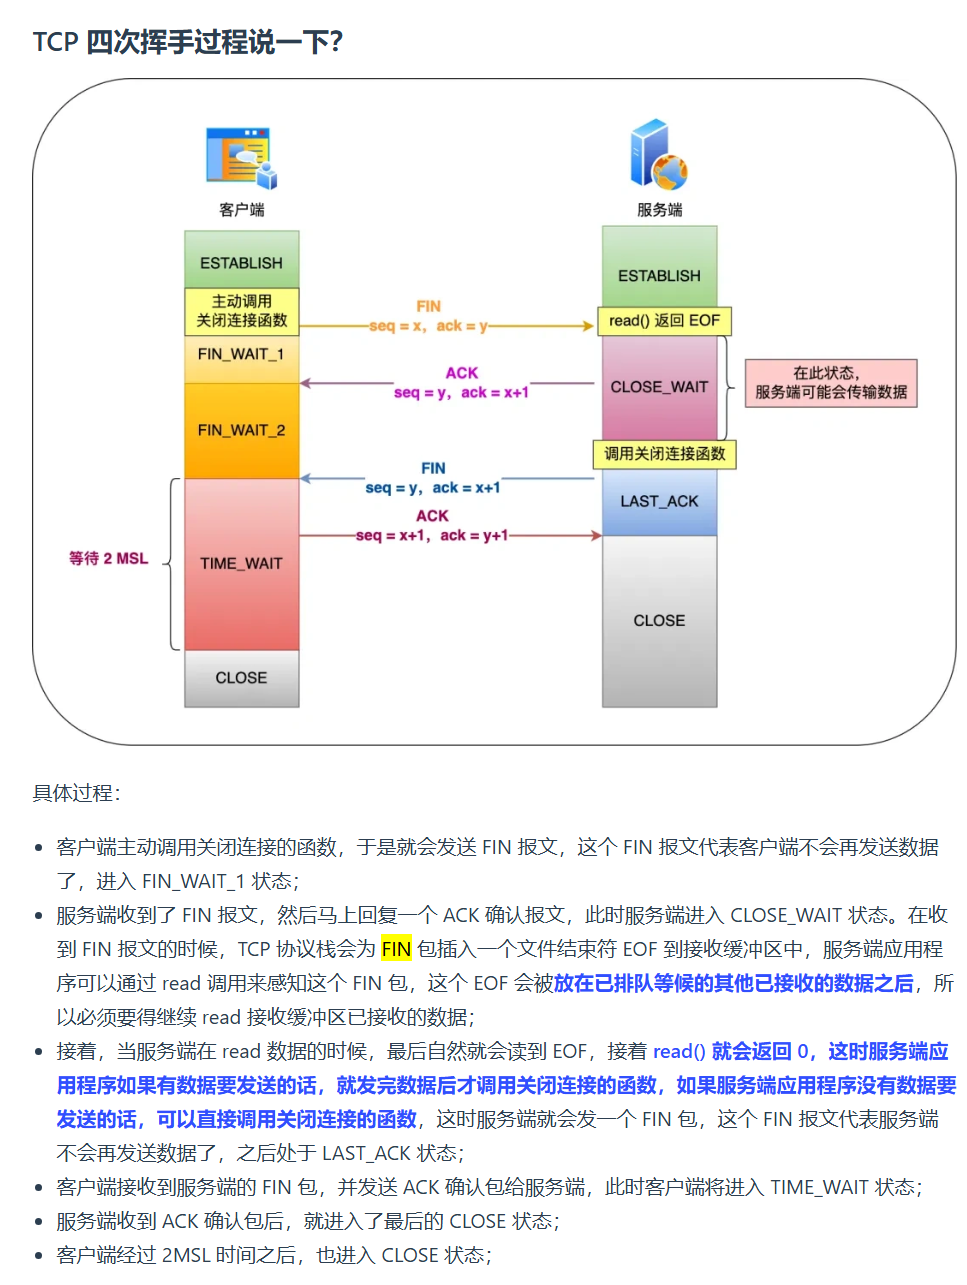 TCP 四次挥手过程说一下？
客户端
服务端
ESTABLISH
ESTABLISH
主动调用
关闭连接函数
FIN
seq = x，ack = y
read() 返回 EOF
FIN_WAIT_1
ACK
seq = y，ack = x+1
CLOSE_WAIT
在此状态，
服务端可能会传输数据
FIN_WAIT_2
调用关闭连接函数
FIN
seq = y，ack = x+1
LAST_ACK
ACK
seq = x+1，ack = y+1
等待 2 MSL
TIME_WAIT
CLOSE
CLOSE
具体过程：
• 客户端主动调用关闭连接的函数，于是就会发送 FIN 报文，这个 FIN 报文代表客户端不会再发送数据
了，进入 FIN_WAIT_1 状态；
• 服务端收到了 FIN 报文，然后马上回复一个 ACK 确认报文，此时服务端进入 CLOSE_WAIT 状态。在收
到 FIN 报文的时候，TCP 协议栈会为 FIN 包插入一个文件结束符 EOF 到接收缓冲区中，服务端应用程
序可以通过 read 调用来感知这个 FIN 包，这个 EOF 会被放在已排队等候的其他已接收的数据之后，所
以必须要得继续 read 接收缓冲区已接收的数据；
• 接着，当服务端在 read 数据的时候，最后自然就会读到 EOF，接着 read() 就会返回 0，这时服务端应
用程序如果有数据要发送的话，就发完数据后才调用关闭连接的函数，如果服务端应用程序没有数据要
发送的话，可以直接调用关闭连接的函数，这时服务端就会发一个 FIN 包，这个 FIN 报文代表服务端
不会再发送数据了，之后处于 LAST_ACK 状态；
• 客户端接收到服务端的 FIN 包，并发送 ACK 确认包给服务端，此时客户端将进入 TIME_WAIT 状态；
• 服务端收到 ACK 确认包后，就进入了最后的 CLOSE 状态；
• 客户端经过 2MSL 时间之后，也进入 CLOSE 状态；